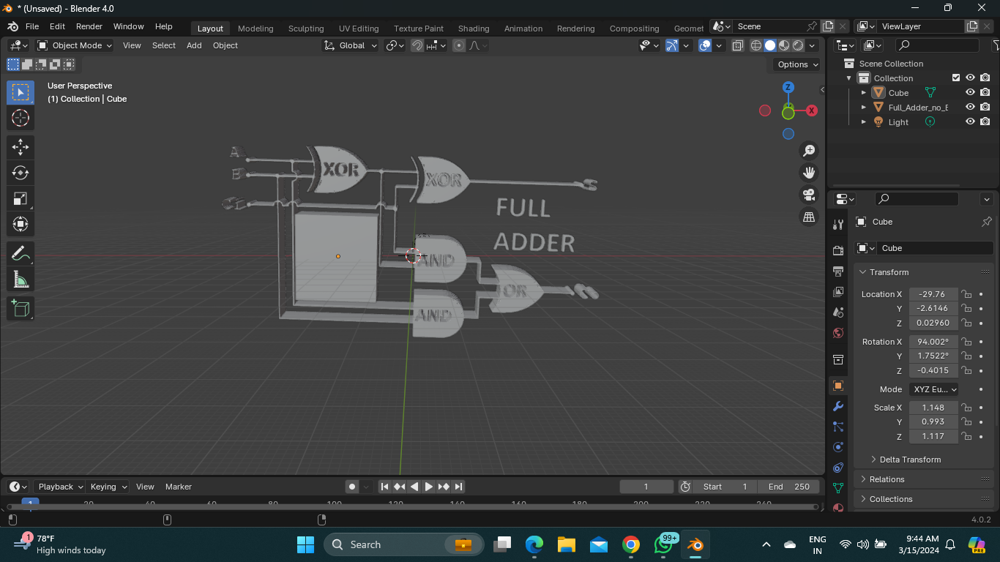 * (Unsaved) - Blender 4.0
File Edit Render Window Help
Layout Modeling Sculpting UV Editing Texture Paint Shading Animation Rendering Compositing Geomet
Scene
ViewLayer
Object Mode View Select Add Object
Global
Options
User Perspective
(1) Collection | Cube
Z
X
Scene Collection
Collection
Cube
Full_Adder_no_E
Light
A
B
XOR
XOR
FULL
ADDER
AND
OR
AND
Cube
Cube
Transform
Location X -29.76
Y -2.6146
Z 0.02960
Rotation X 94.002°
Y 1.7522°
Z -0.4015
Mode XYZ Eu...
Scale X 1.148
Y 0.993
Z 1.117
Delta Transform
Relations
Collections
Playback Keying View Marker
1
Start 1
End 250
1 20 40 60 80 100 120 140 160 180 200 220 240
4.0.2
1
78°F
High winds today
Search
99+
PRE
ENG
IN
9:44 AM
3/15/2024